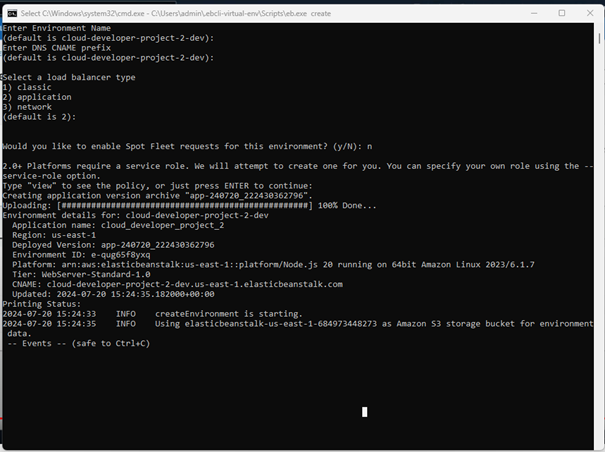 Select C:\Windows\system32\cmd.exe - C:\Users\admin\.ebcli-virtual-env\Scripts\eb.exe create
Enter Environment Name
(default is cloud-developer-project-2-dev):
Enter DNS CNAME prefix
(default is cloud-developer-project-2-dev):
Select a load balancer type
1) classic
2) application
3) network
(default is 2):
Would you like to enable Spot Fleet requests for this environment? (y/N): n
2.0+ Platforms require a service role. We will attempt to create one for you. You can specify your own role using the --
service-role option.
Type "view" to see the policy, or just press ENTER to continue:
Creating application version archive "app-240720_222430362796".
Uploading: [##################################################] 100% Done...
Environment details for: cloud-developer-project-2-dev
Application name: cloud_developer_project_2
Region: us-east-1
Deployed Version: app-240720_222430362796
Environment ID: e-qug65f8yxq
Platform: arn:aws:elasticbeanstalk:us-east-1::platform/Node.js 20 running on 64bit Amazon Linux 2023/6.1.7
Tier: WebServer-Standard-1.0
CNAME: cloud-developer-project-2-dev.us-east-1.elasticbeanstalk.com
Updated: 2024-07-20 15:24:35.182000+00:00
Printing Status:
2024-07-20 15:24:33 INFO createEnvironment is starting.
2024-07-20 15:24:35 INFO Using elasticbeanstalk-us-east-1-684973448273 as Amazon S3 storage bucket for environment
data.
-- Events -- (safe to Ctrl+C)